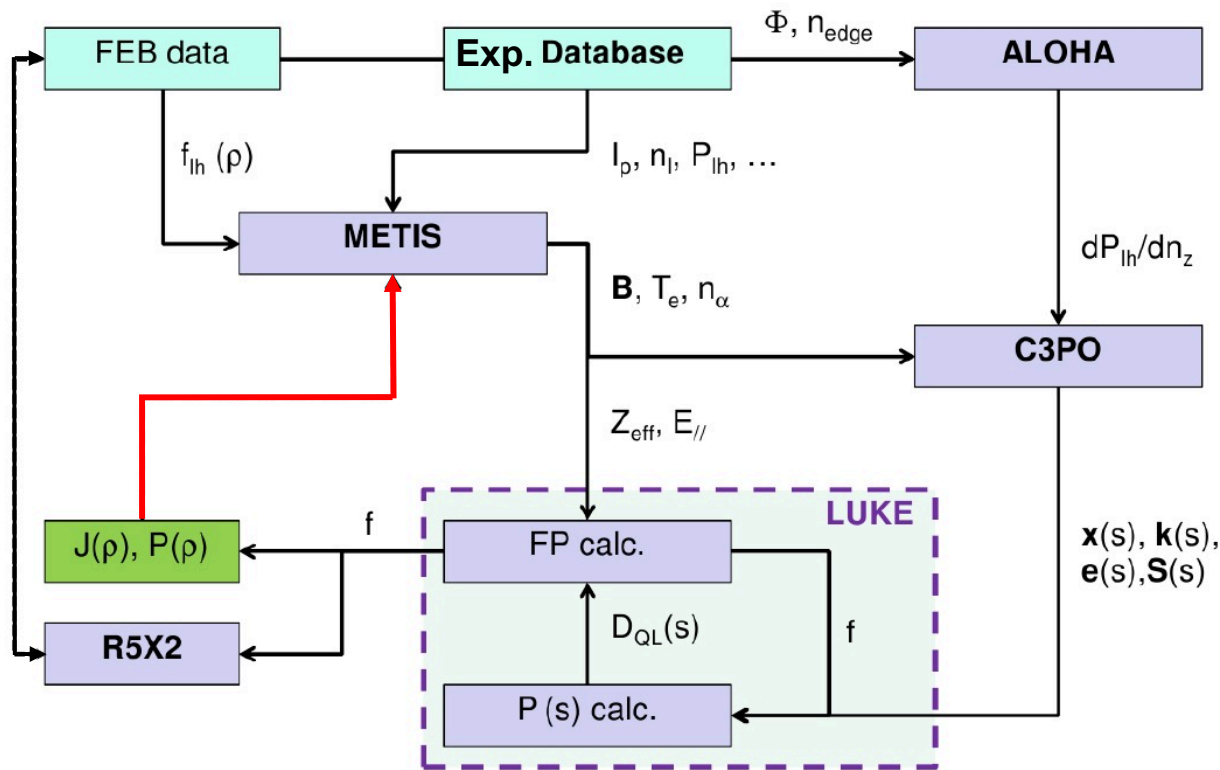 FEB data
Exp. Database
Φ, n_edge
ALOHA
f_lh (ρ)
I_p, n_l, P_lh, ...
METIS
dP_lh/dn_z
B, T_e, n_α
C3PO
Z_eff, E_//
LUKE
J(ρ), P(ρ)
f
FP calc.
x(s), k(s),
e(s),S(s)
R5X2
D_QL(s)
f
P (s) calc.